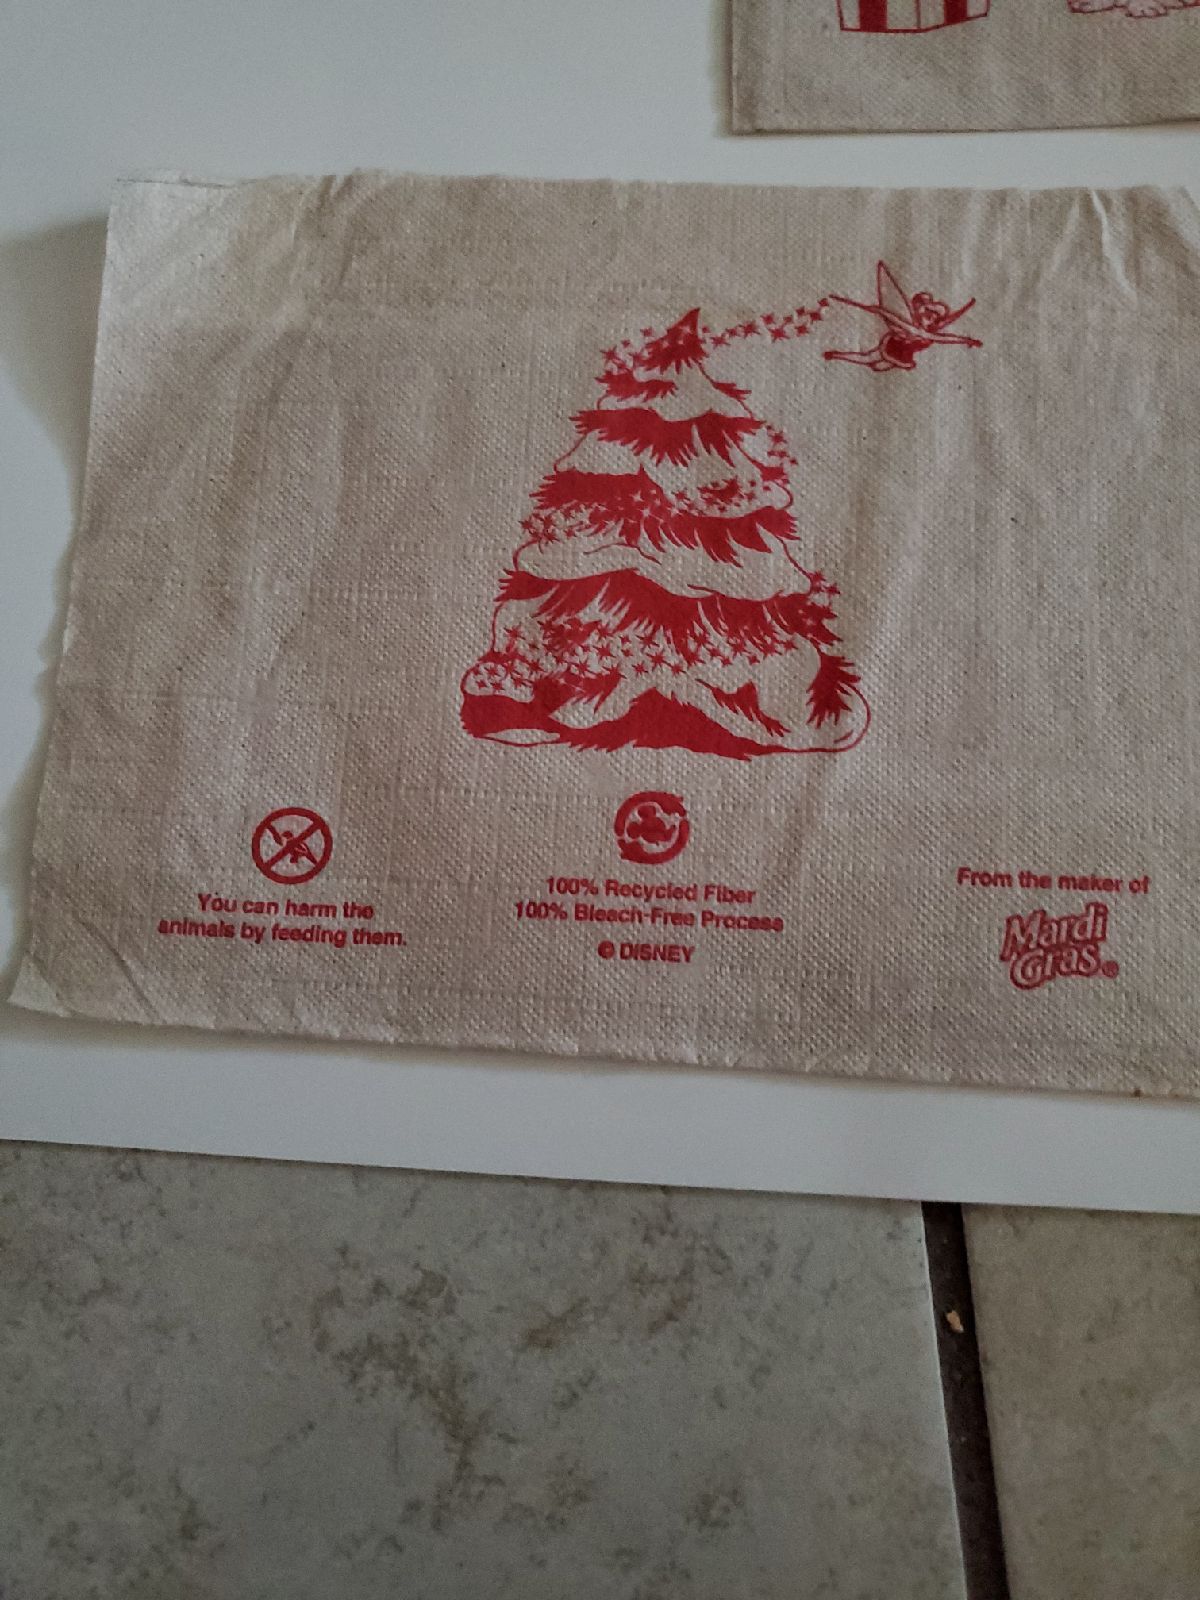 You can harm the
animals by feeding them.
100% Recycled Fiber
100% Bleach-Free Process
© DISNEY
From the maker of
Mardi
Gras®